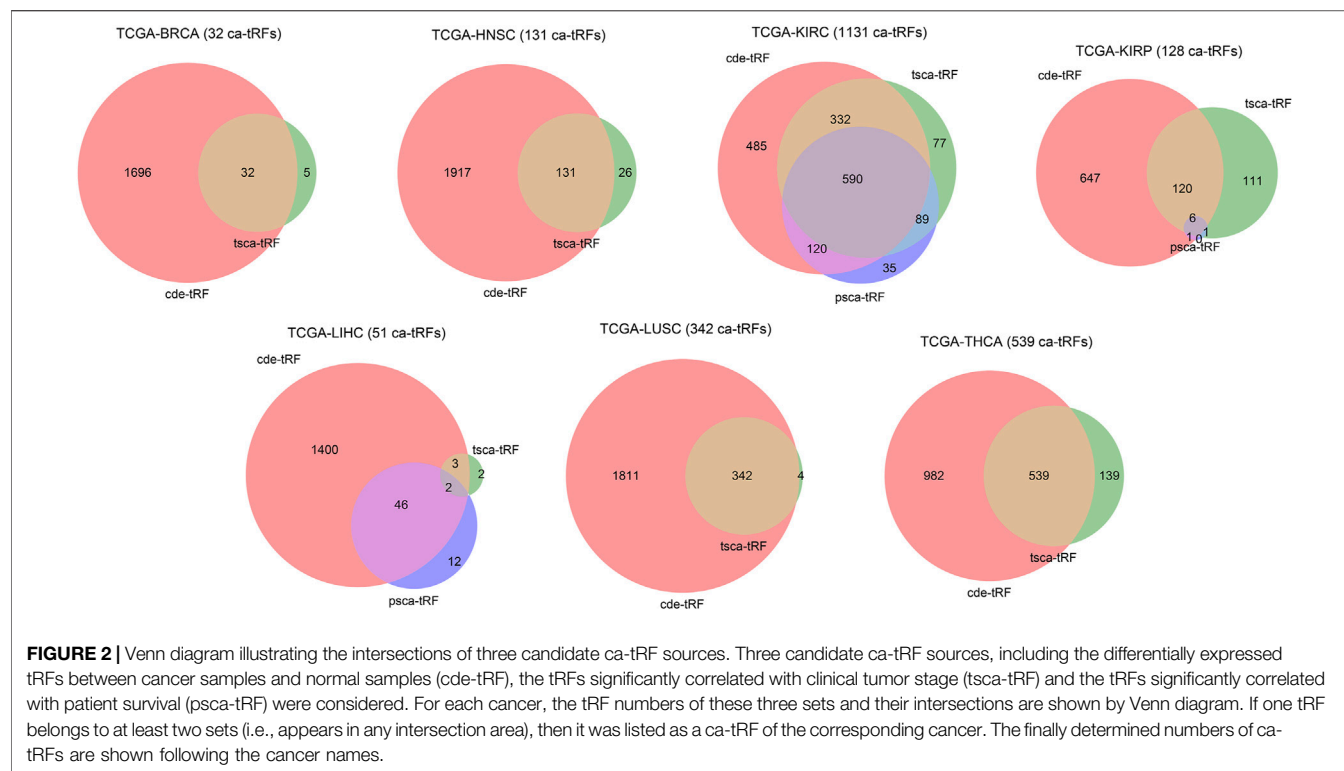 TCGA-BRCA (32 ca-tRFs)
cde-tRF
1696
32
5
tsca-tRF
TCGA-HNSC (131 ca-tRFs)
cde-tRF
1917
131
26
tsca-tRF
TCGA-KIRC (1131 ca-tRFs)
cde-tRF
tsca-tRF
332
485
77
590
89
120
35
psca-tRF
TCGA-KIRP (128 ca-tRFs)
cde-tRF
tsca-tRF
647
120
111
6
1
0
1
psca-tRF
TCGA-LIHC (51 ca-tRFs)
cde-tRF
1400
tsca-tRF
3
2
2
46
12
psca-tRF
TCGA-LUSC (342 ca-tRFs)
1811
342
4
tsca-tRF
cde-tRF
TCGA-THCA (539 ca-tRFs)
982
539
139
tsca-tRF
cde-tRF
FIGURE 2 | Venn diagram illustrating the intersections of three candidate ca-tRF sources. Three candidate ca-tRF sources, including the differentially expressed
tRFs between cancer samples and normal samples (cde-tRF), the tRFs significantly correlated with clinical tumor stage (tsca-tRF) and the tRFs significantly correlated
with patient survival (psca-tRF) were considered. For each cancer, the tRF numbers of these three sets and their intersections are shown by Venn diagram. If one tRF
belongs to at least two sets (i.e., appears in any intersection area), then it was listed as a ca-tRF of the corresponding cancer. The finally determined numbers of ca-
tRFs are shown following the cancer names.